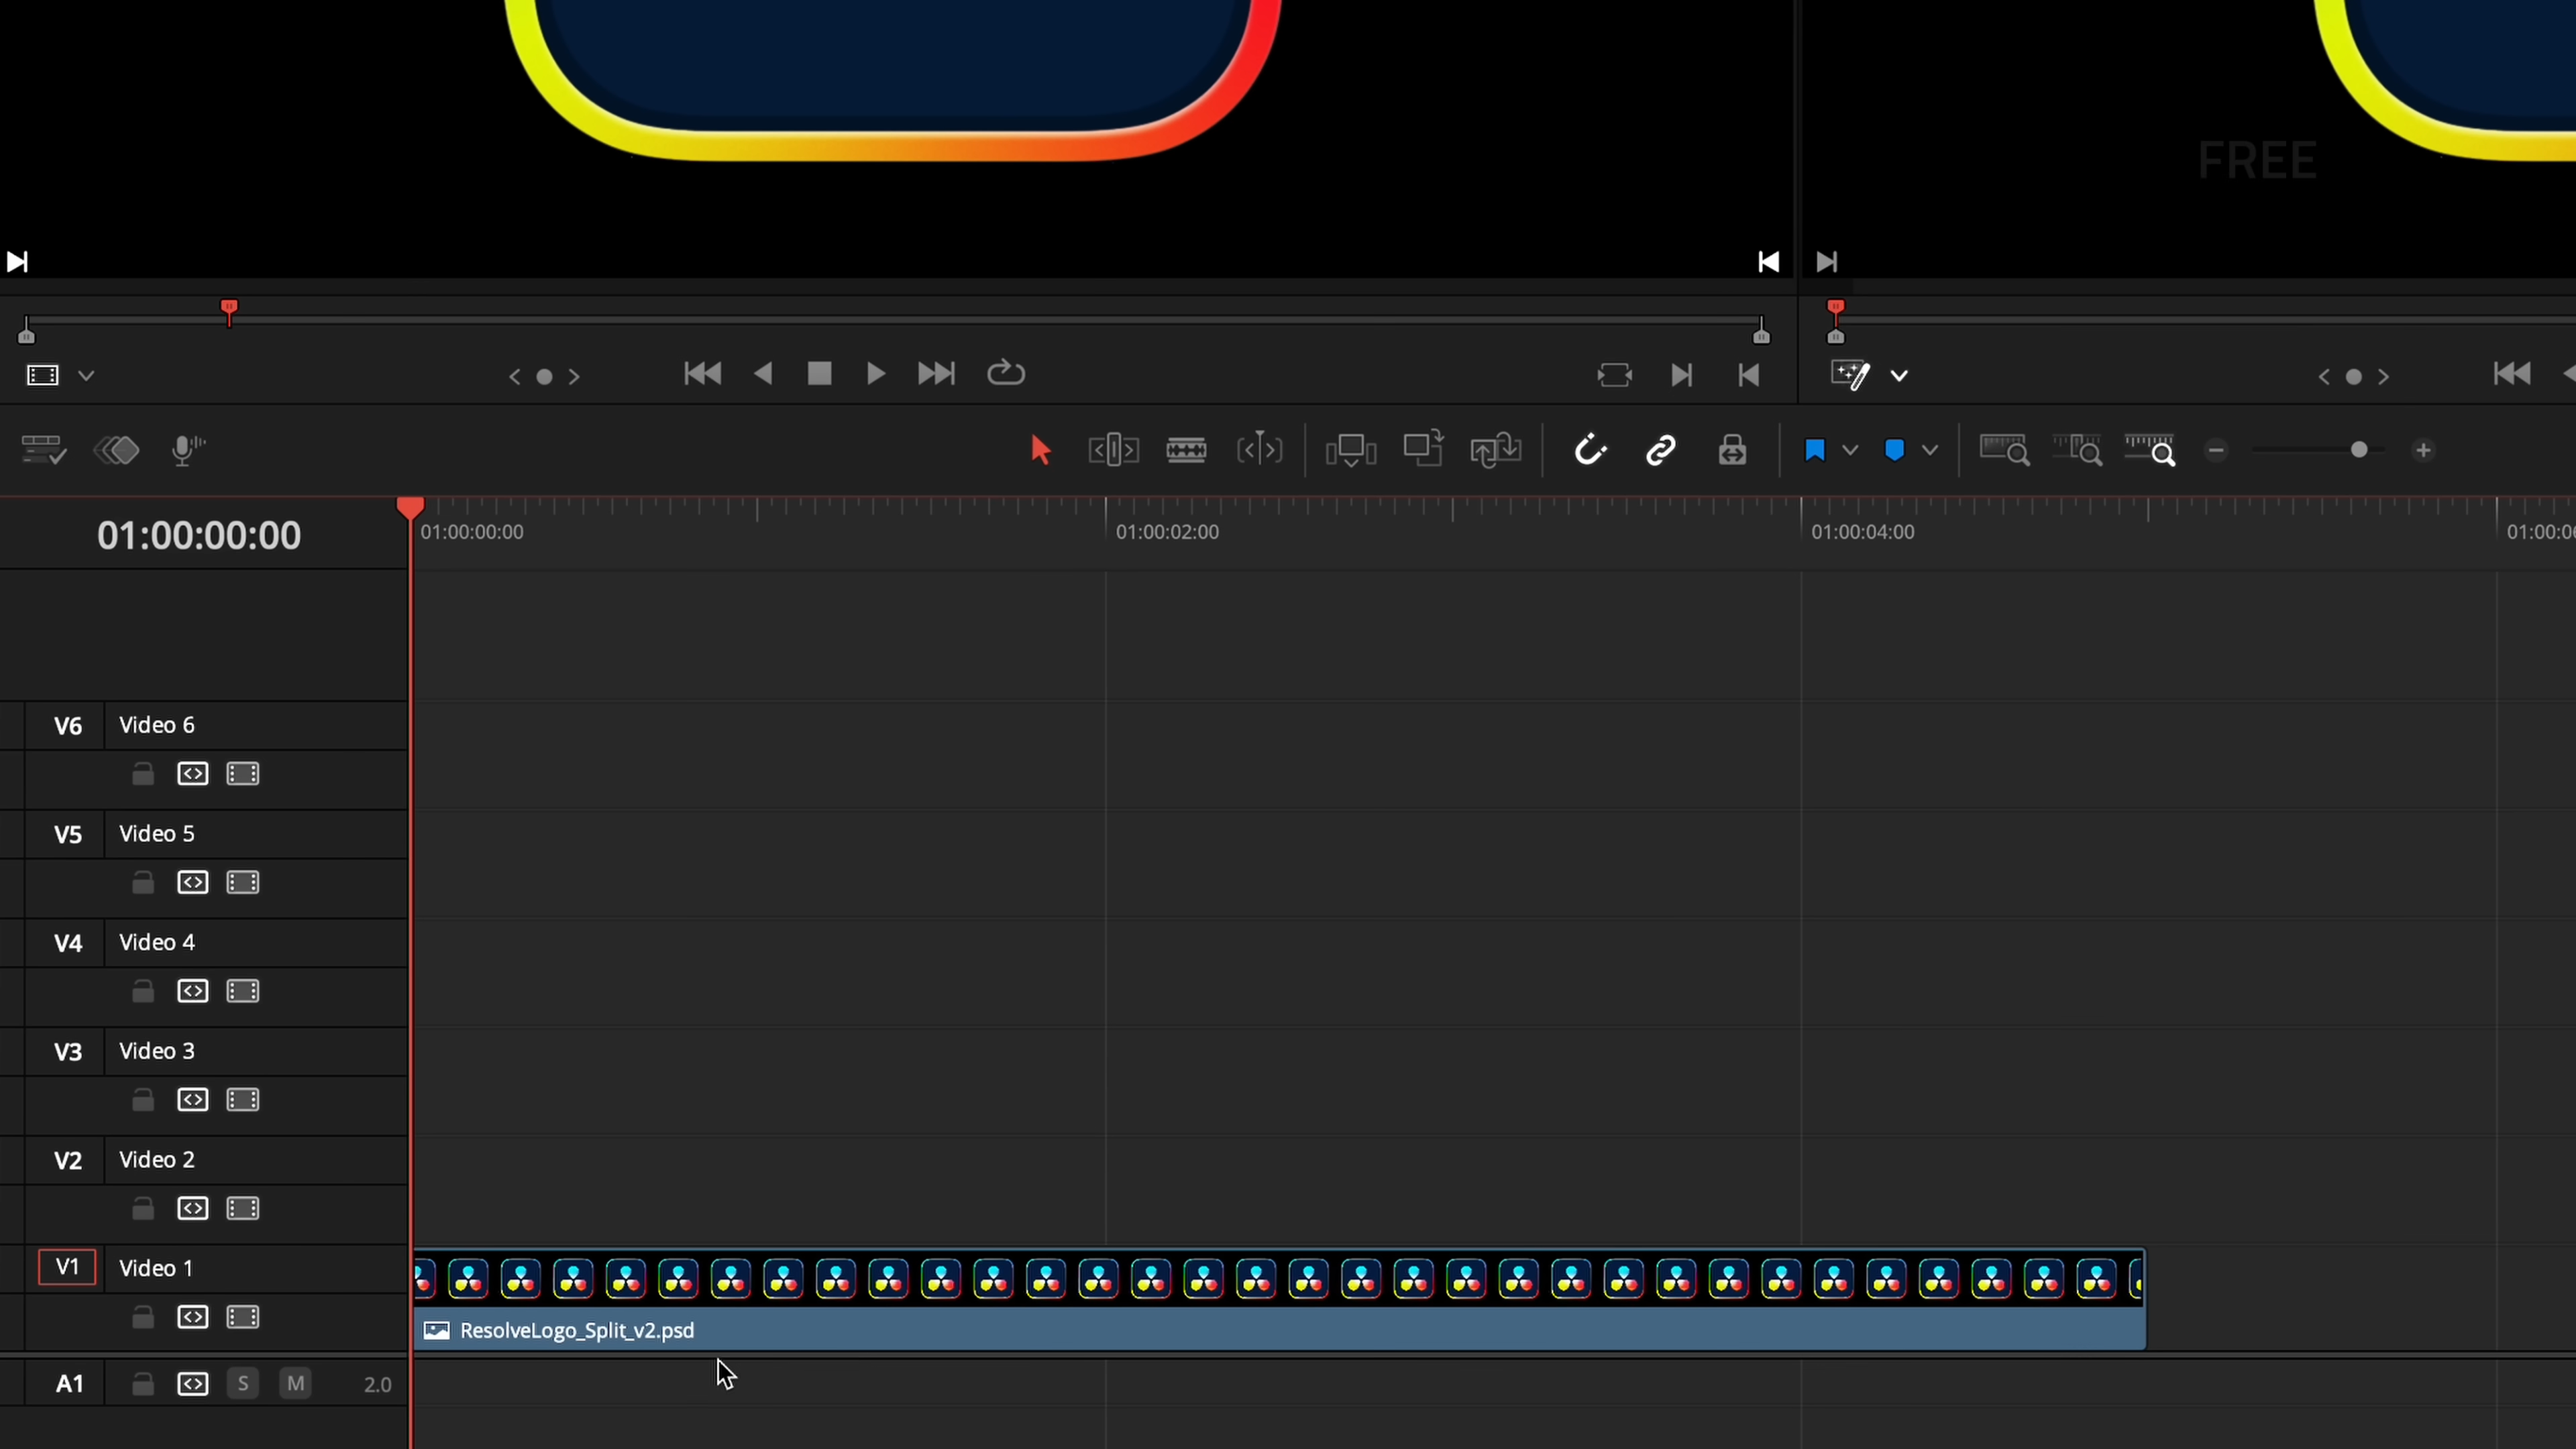 FREE
01:00:00:00
01:00:00:00
01:00:02:00
01:00:04:00
V6 Video 6
V5 Video 5
V4 Video 4
V3 Video 3
V2 Video 2
V1 Video 1
ResolveLogo_Split_v2.psd
A1 S M 2.0